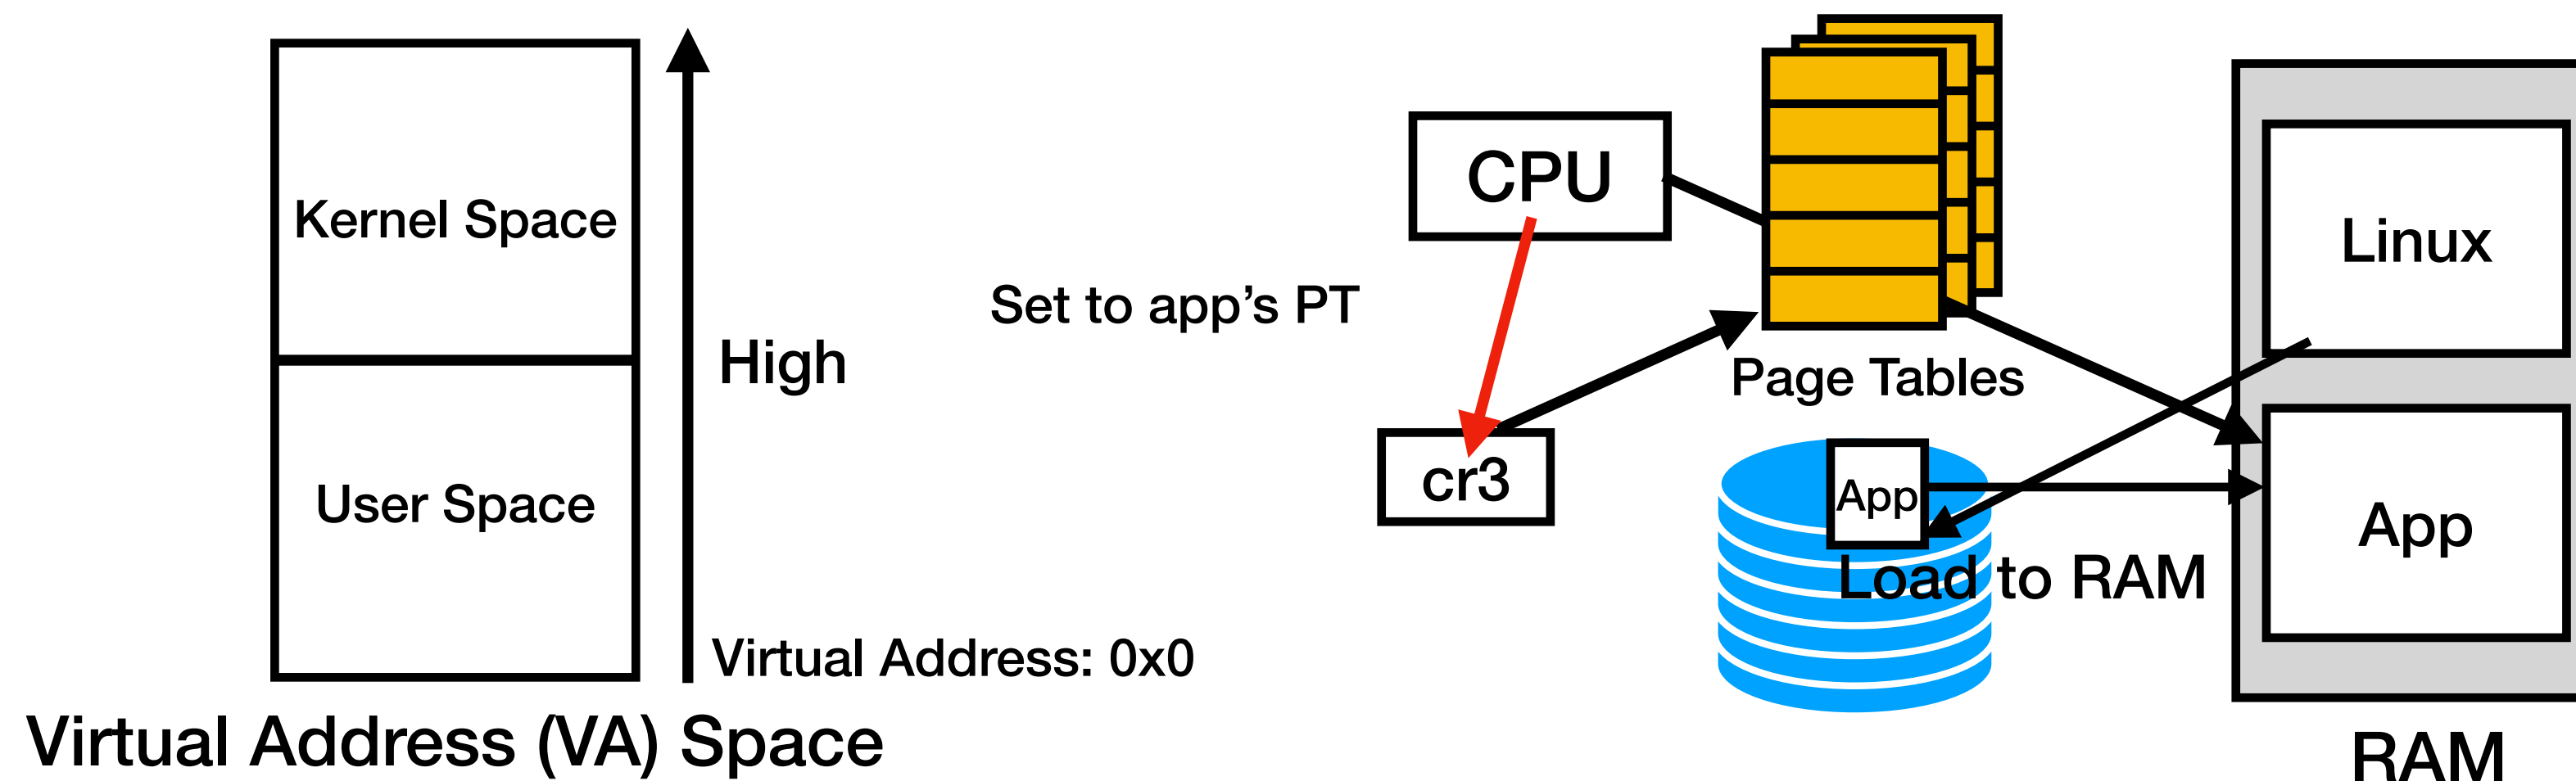 Kernel Space
User Space
High
Virtual Address: 0x0
Virtual Address (VA) Space
CPU
Set to app’s PT
cr3
Page Tables
App
Load to RAM
Linux
App
RAM